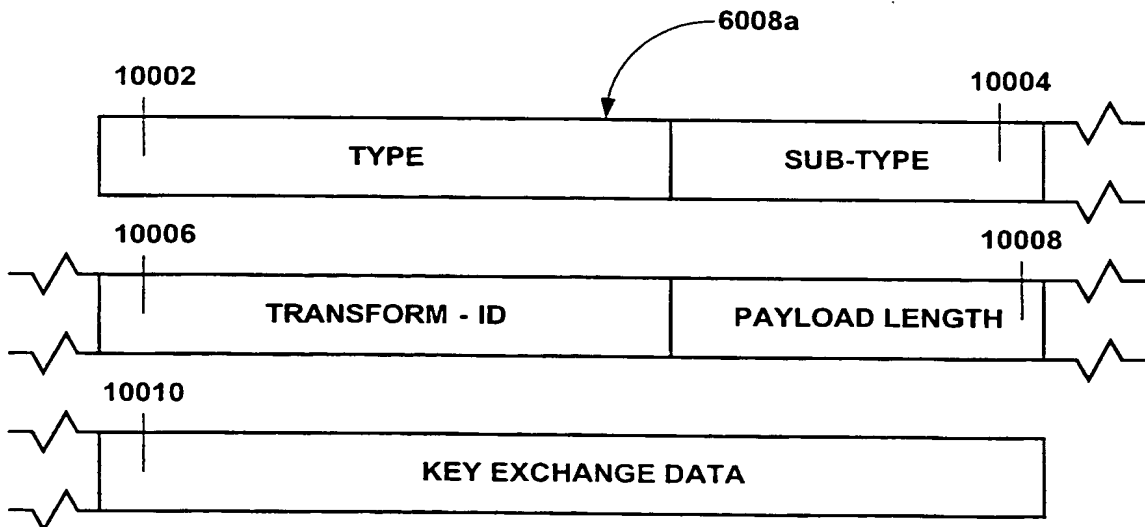 6008a
10002
10004
TYPE
SUB-TYPE
10006
10008
TRANSFORM - ID
PAYLOAD LENGTH
10010
KEY EXCHANGE DATA